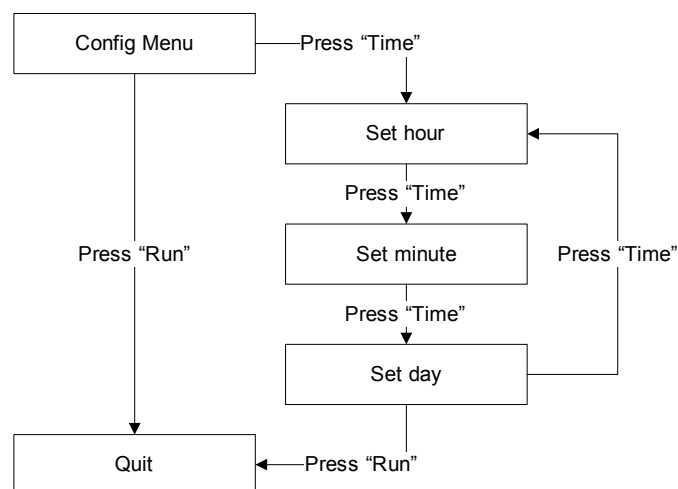 Config Menu
Press “Time”
Set hour
Press “Time”
Press “Run”
Set minute
Press “Time”
Press “Time”
Set day
Quit
Press “Run”